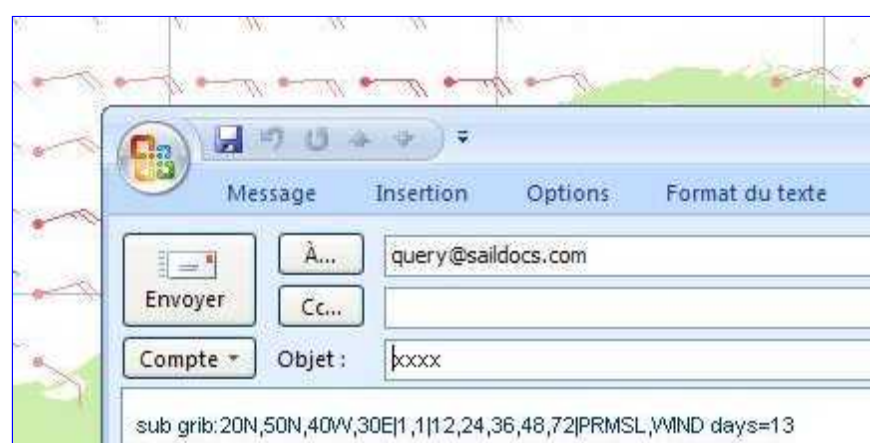 Message Insertion Options Format du texte
À... query@saildocs.com
Envoyer
Cc...
Compte Objet : xxxx
sub grib:20N,50N,40W,30E|1,1|12,24,36,48,72|PRMSL,WIND days=13